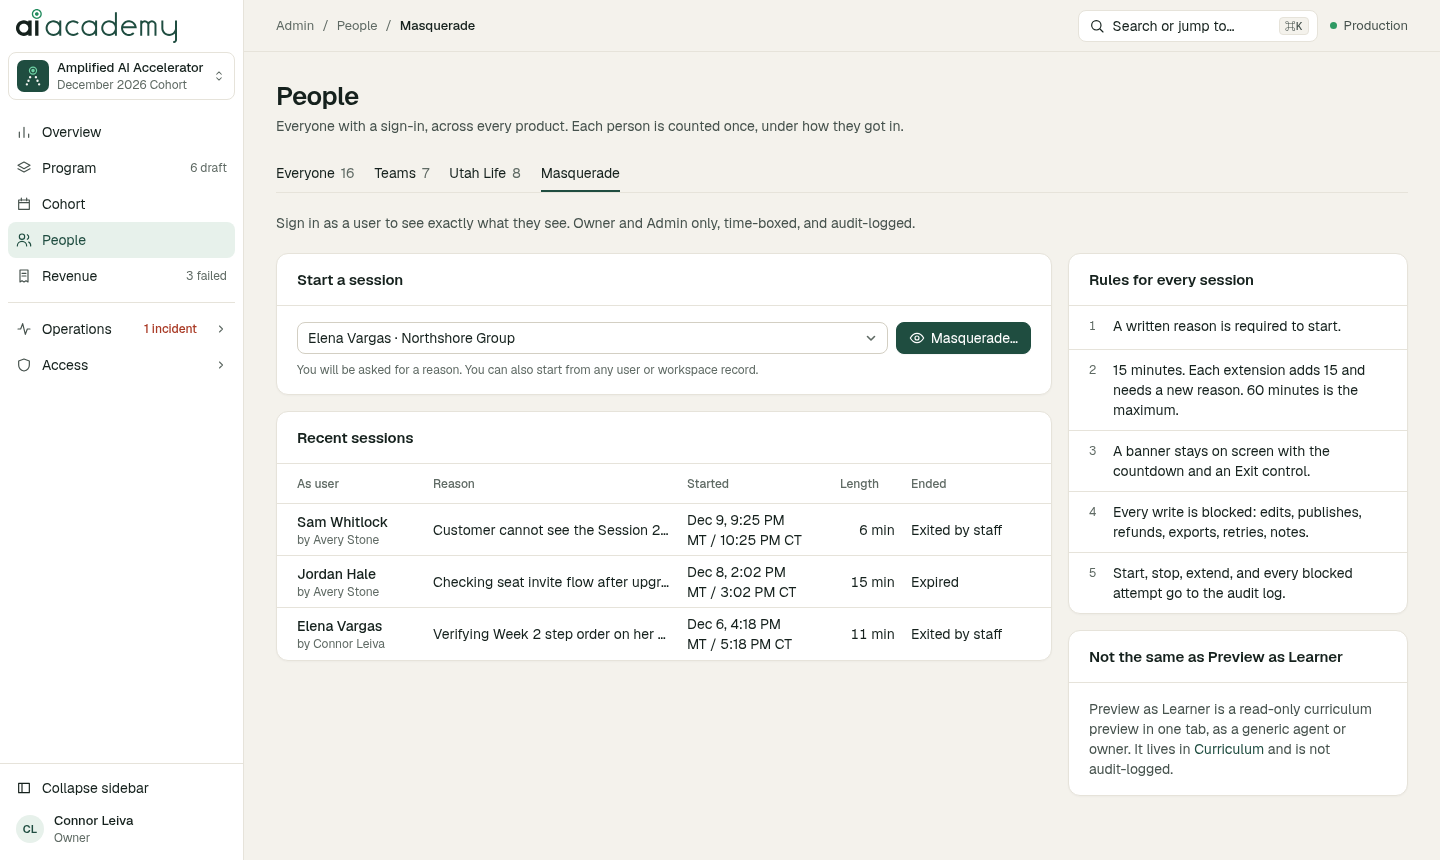 ai academy
Amplified AI Accelerator
December 2026 Cohort
Overview
Program 6 draft
Cohort
People
Revenue 3 failed
Operations 1 incident
Access
Collapse sidebar
CL
Connor Leiva
Owner
Admin / People / Masquerade
Search or jump to… ⌘K
Production
People
Everyone with a sign-in, across every product. Each person is counted once, under how they got in.
Everyone 16 Teams 7 Utah Life 8 Masquerade
Sign in as a user to see exactly what they see. Owner and Admin only, time-boxed, and audit-logged.
Start a session
Elena Vargas · Northshore Group
Masquerade…
You will be asked for a reason. You can also start from any user or workspace record.
Recent sessions
As user Reason Started Length Ended
Sam Whitlock
by Avery Stone
Customer cannot see the Session 2…
Dec 9, 9:25 PM
MT / 10:25 PM CT
6 min
Exited by staff
Jordan Hale
by Avery Stone
Checking seat invite flow after upgr…
Dec 8, 2:02 PM
MT / 3:02 PM CT
15 min
Expired
Elena Vargas
by Connor Leiva
Verifying Week 2 step order on her …
Dec 6, 4:18 PM
MT / 5:18 PM CT
11 min
Exited by staff
Rules for every session
1 A written reason is required to start.
2 15 minutes. Each extension adds 15 and
needs a new reason. 60 minutes is the
maximum.
3 A banner stays on screen with the
countdown and an Exit control.
4 Every write is blocked: edits, publishes,
refunds, exports, retries, notes.
5 Start, stop, extend, and every blocked
attempt go to the audit log.
Not the same as Preview as Learner
Preview as Learner is a read-only curriculum
preview in one tab, as a generic agent or
owner. It lives in Curriculum and is not
audit-logged.